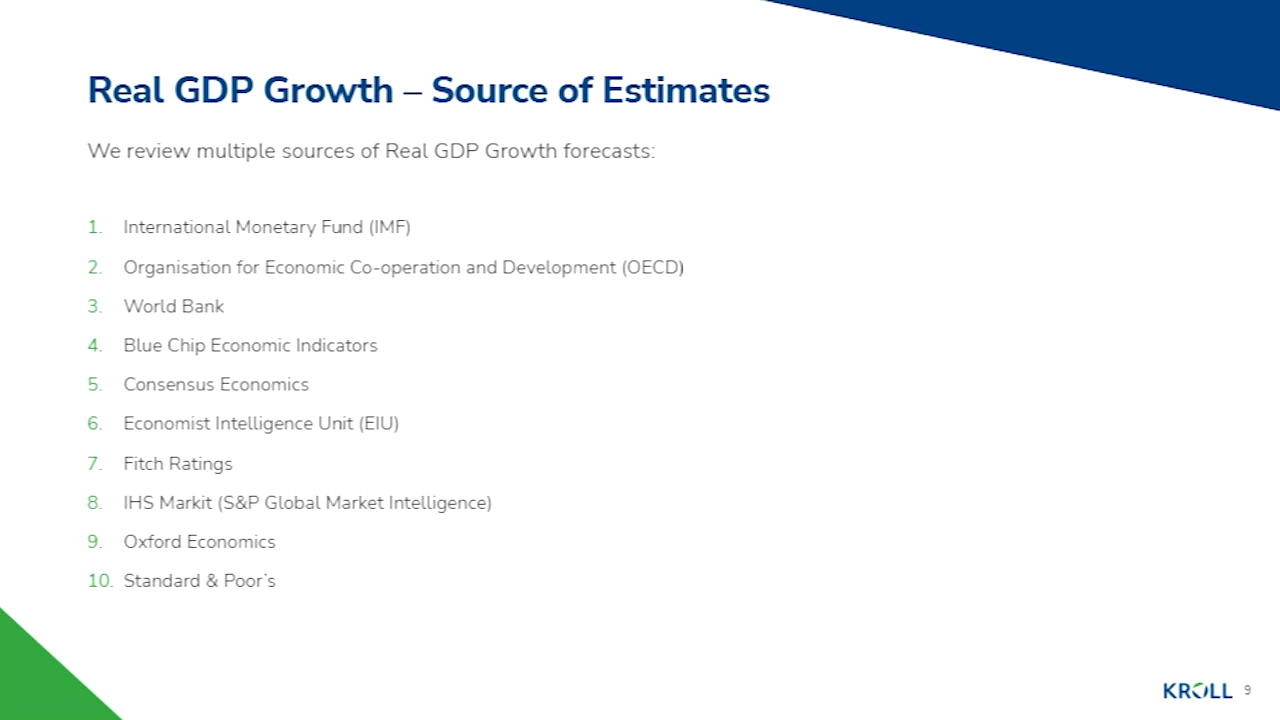 Real GDP Growth – Source of Estimates
We review multiple sources of Real GDP Growth forecasts:
1. International Monetary Fund (IMF)
2. Organisation for Economic Co-operation and Development (OECD)
3. World Bank
4. Blue Chip Economic Indicators
5. Consensus Economics
6. Economist Intelligence Unit (EIU)
7. Fitch Ratings
8. IHS Markit (S&P Global Market Intelligence)
9. Oxford Economics
10. Standard & Poor's
KROLL 9